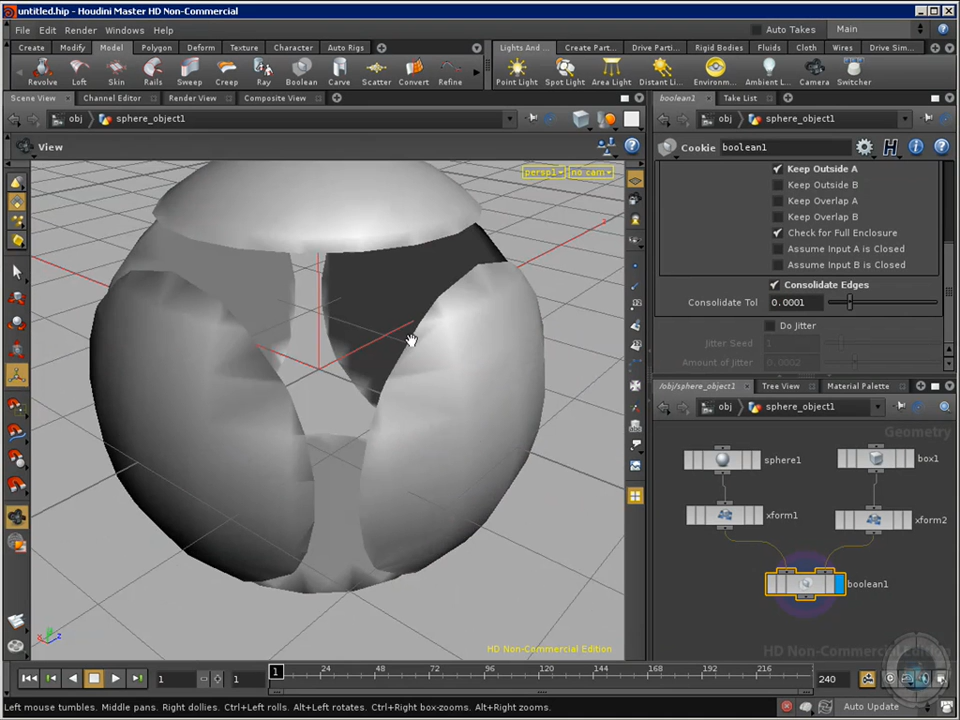 untitled.hip - Houdini Master HD Non-Commercial
File Edit Render Windows Help
Auto Takes Main
Create Modify Model Polygon Deform Texture Character Auto Rigs
Lights And ... Create Part... Drive Parti... Rigid Bodies Fluids Cloth Wires Drive Sim...
Revolve Loft Skin Rails Sweep Creep Ray Boolean Carve Scatter Convert Refine
Point Light Spot Light Area Light Distant L... Environme... Ambient L... Camera Switcher
Scene View Channel Editor Render View Composite View
boolean1 Take List
obj sphere_object1
obj sphere_object1
View
Cookie boolean1
persp1 no cam
Keep Outside A
Keep Outside B
Keep Overlap A
Keep Overlap B
Check for Full Enclosure
Assume Input A is Closed
Assume Input B is Closed
Consolidate Edges
Consolidate Tol 0.0001
Do Jitter
Jitter Seed 1
Amount of Jitter 0.0002
/obj/sphere_object1 Tree View Material Palette
obj sphere_object1
Geometry
sphere1 box1
xform1 xform2
boolean1
HD Non-Commercial Edition
HD Non-Commercial Edition
1 1 1 24 48 72 96 120 144 168 192 216 240
Left mouse tumbles. Middle pans. Right dollies. Ctrl+Left rolls. Alt+Left rotates. Ctrl+Right box-zooms. Alt+Right zooms.
Auto Update